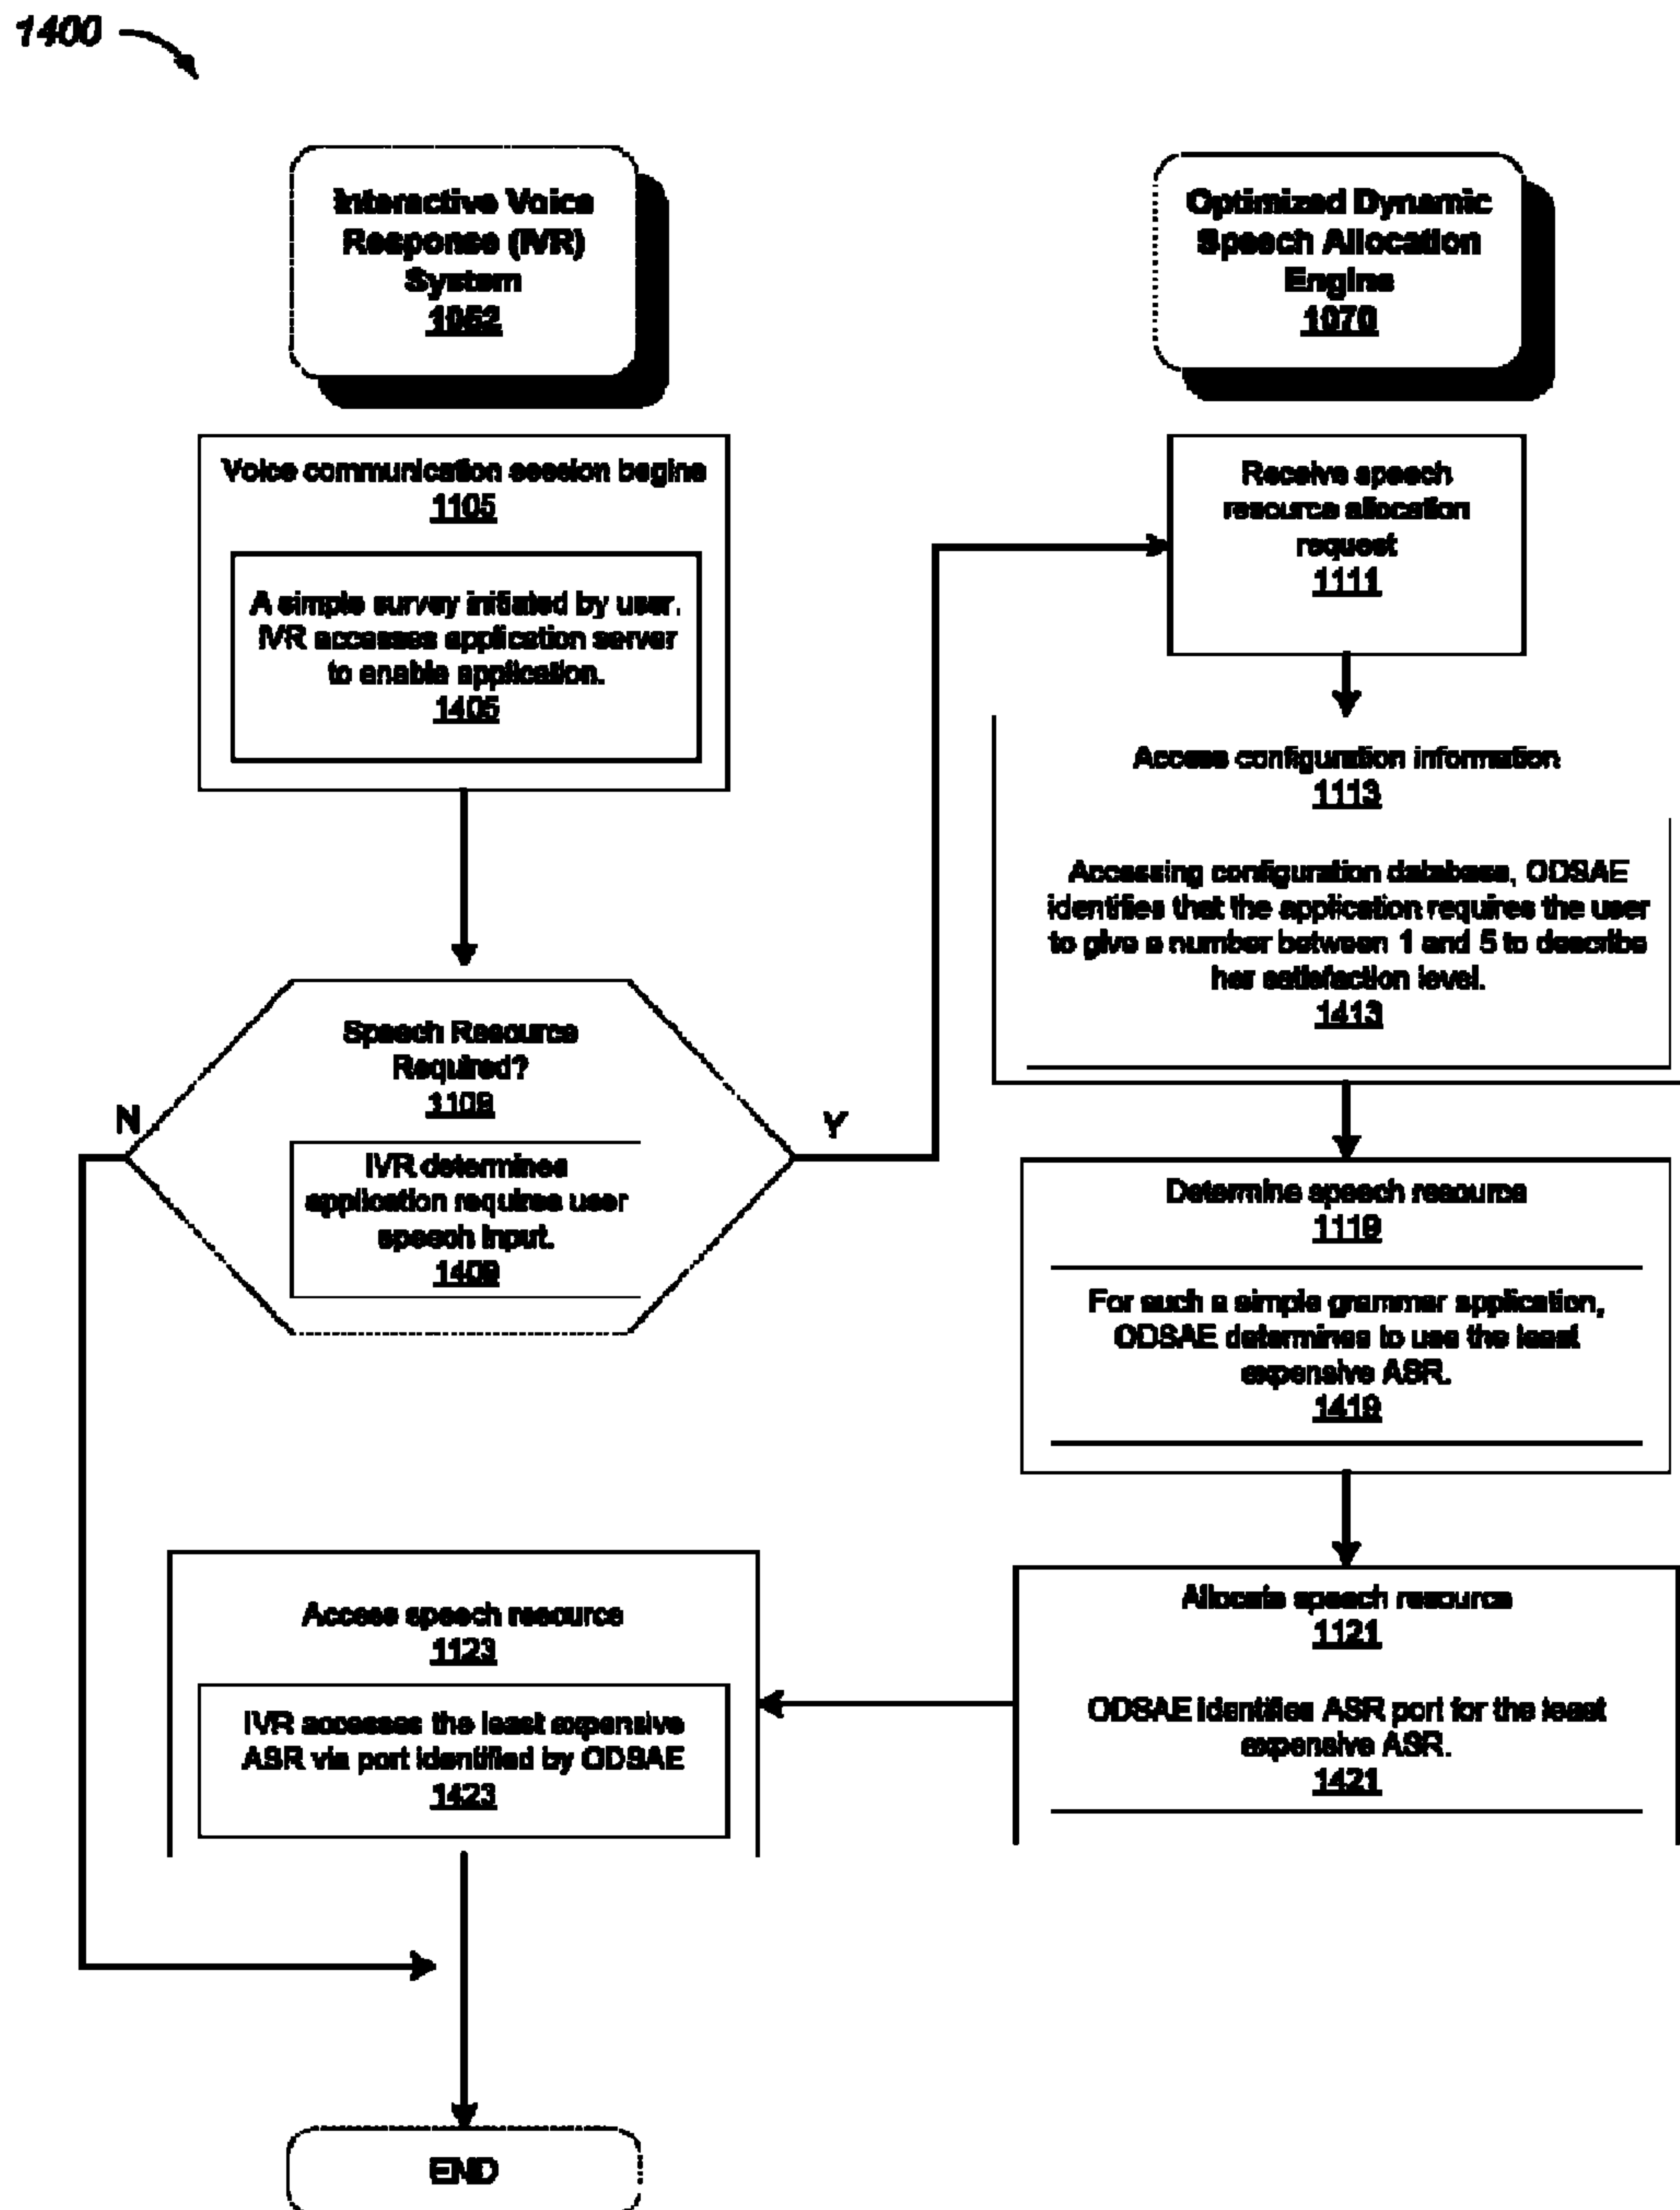 1400
Interactive Voice
Response (IVR)
System
1052
Optimized Dynamic
Speech Allocation
Engine
1070
Voice communication session begins
1105
A simple survey initiated by user.
IVR accesses application server
to enable application.
1405
Speech Resource
Required?
1109
IVR determines
application requires user
speech input.
1409
N
Y
Receive speech
resource allocation
request
1111
Access configuration information
1113
Accessing configuration database, ODSAE
identifies that the application requires the user
to give a number between 1 and 5 to describe
her satisfaction level.
1413
Determine speech resource
1119
For such a simple grammer application,
ODSAE determines to use the least
expensive ASR.
1419
Allocate speech resource
1121
ODSAE identifies ASR port for the least
expensive ASR.
1421
Access speech resource
1123
IVR accesses the least expensive
ASR via port identified by ODSAE
1423
END